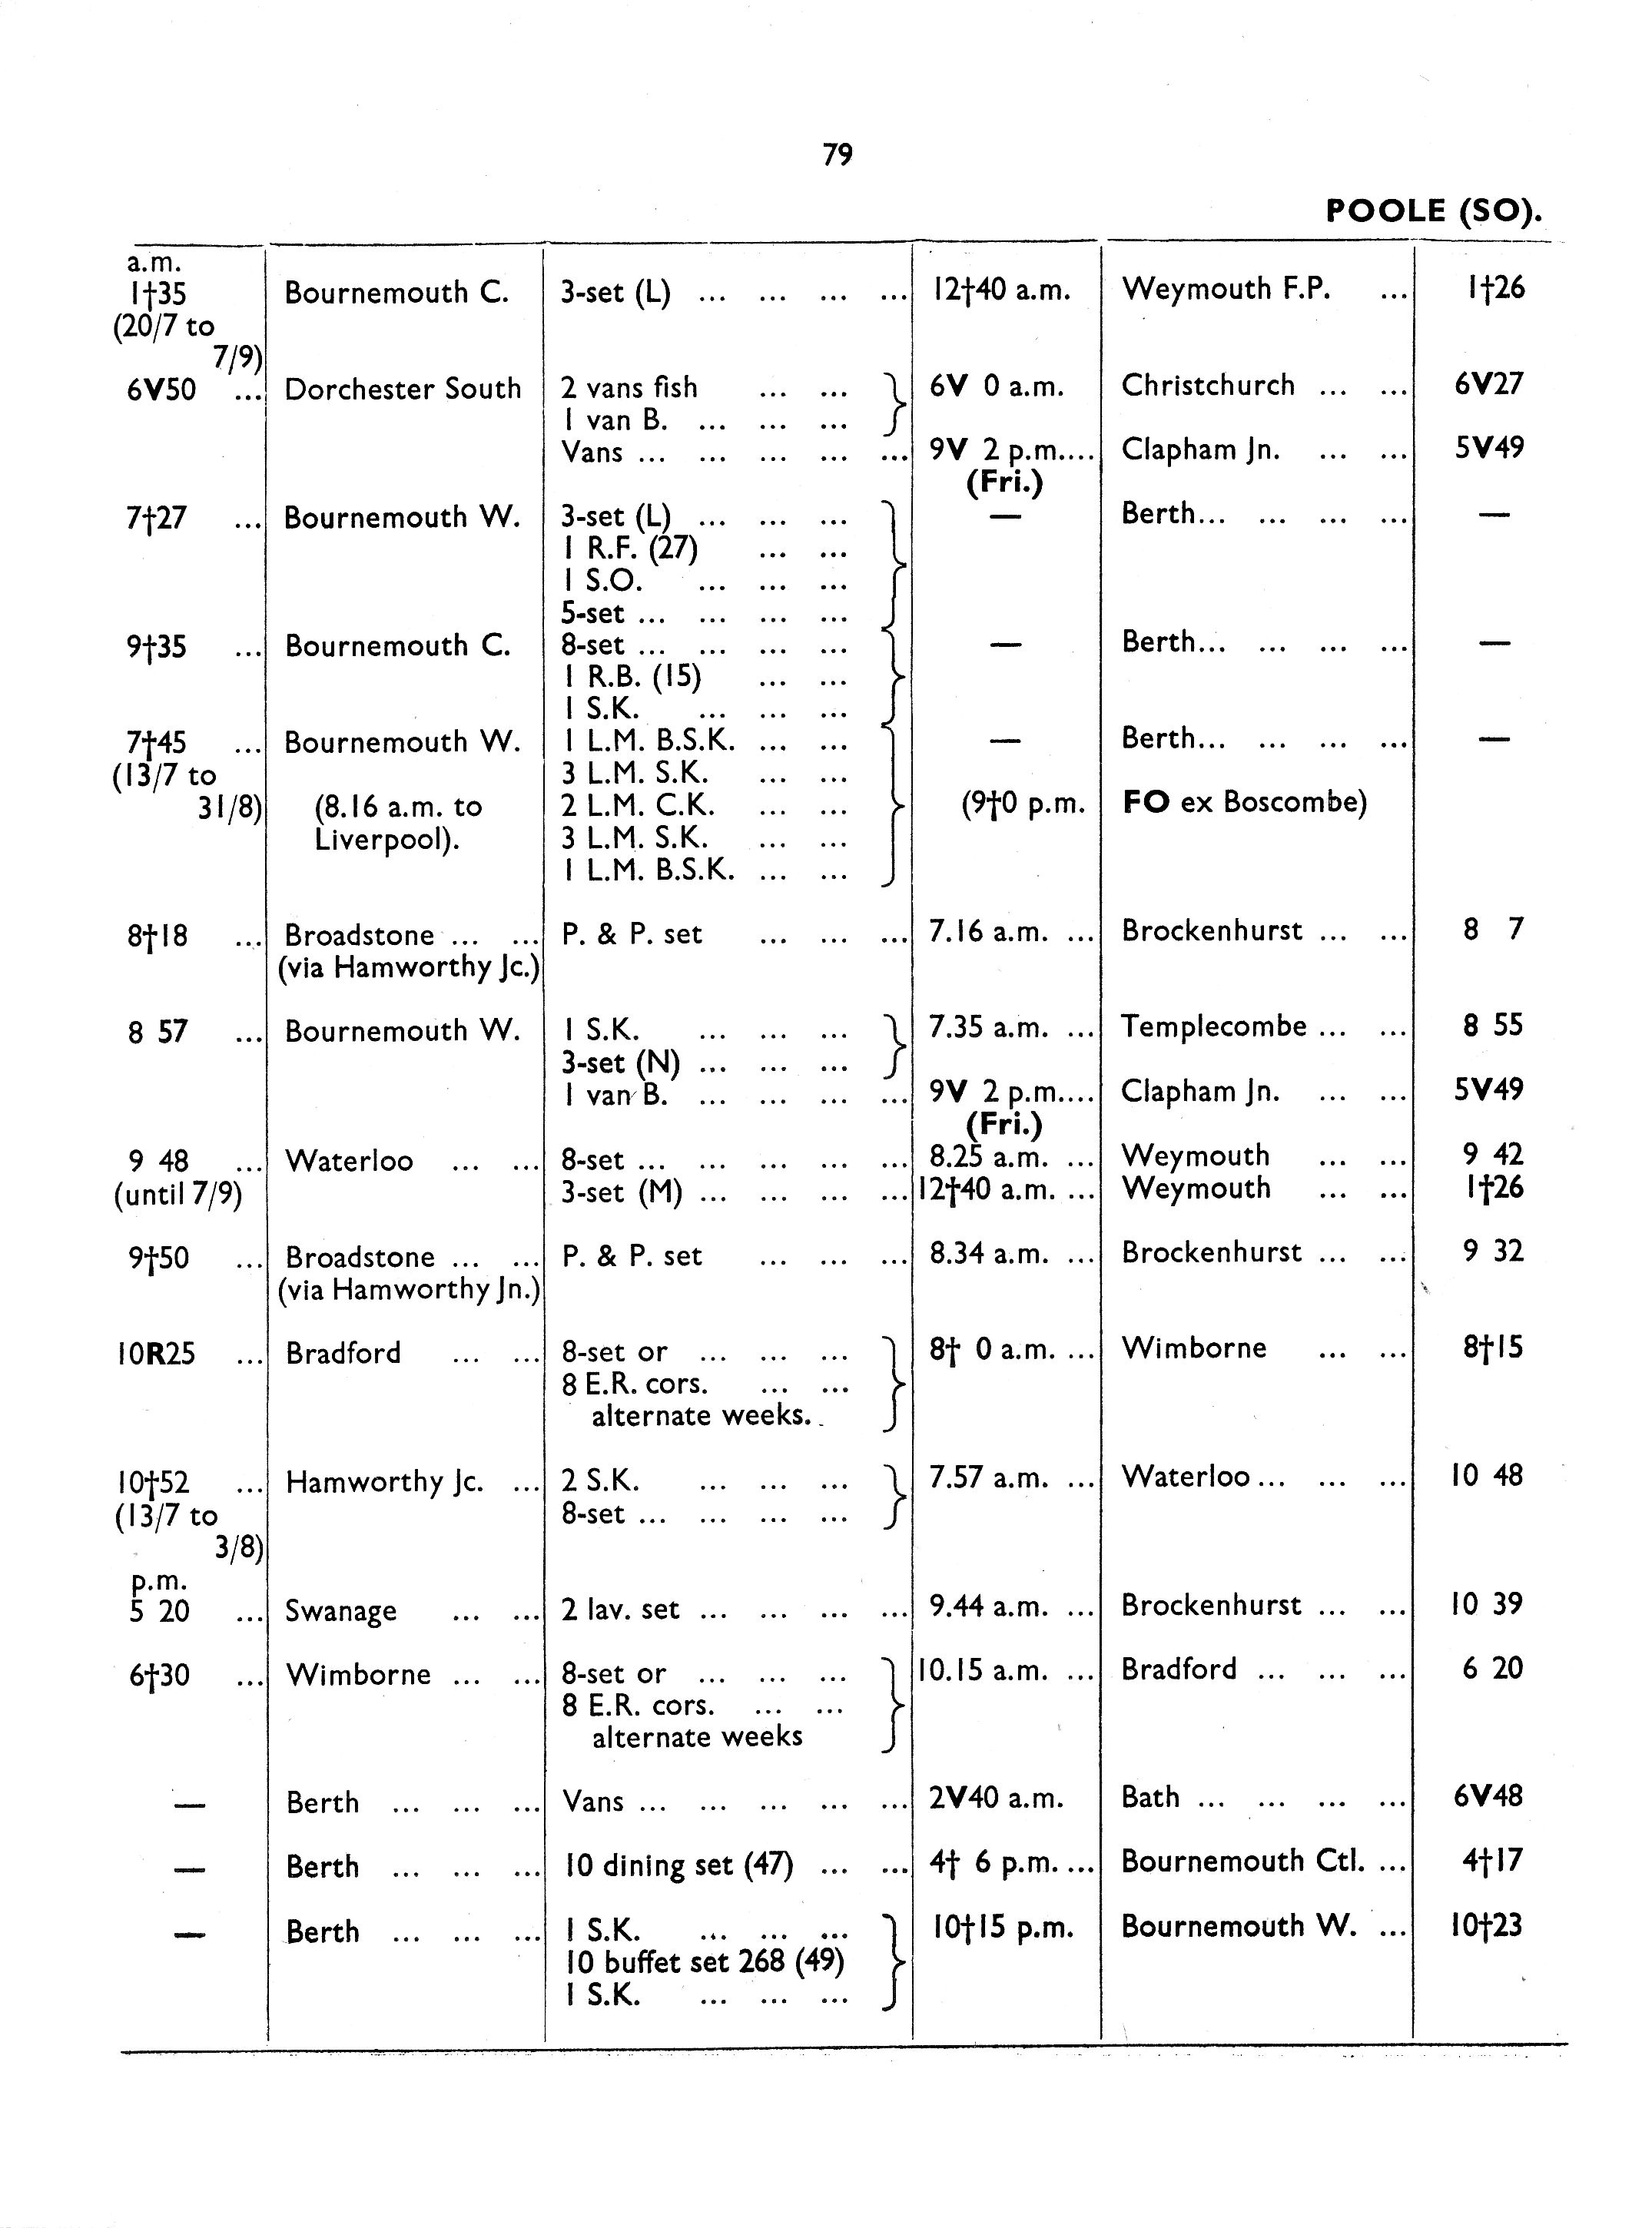 79
POOLE (SO).
a.m.
1†35 Bournemouth C. 3-set (L) ... ... ... ... 12†40 a.m. Weymouth F.P. ... 1†26
(20/7 to
7/9)
6V50 ... Dorchester South 2 vans fish ... ... 6V 0 a.m. Christchurch ... ... 6V27
1 van B. ... ... ...
Vans ... ... ... ... ... 9V 2 p.m.... Clapham Jn. ... ... 5V49
(Fri.)
7†27 ... Bournemouth W. 3-set (L) ... ... ... — Berth... ... ... ... —
1 R.F. (27) ... ...
1 S.O. ... ... ...
5-set ... ... ... ...
9†35 ... Bournemouth C. 8-set ... ... ... ... — Berth... ... ... ... —
1 R.B. (15) ... ...
1 S.K. ... ... ...
7†45 ... Bournemouth W. 1 L.M. B.S.K. ... ... — Berth... ... ... ... —
(13/7 to 3 L.M. S.K. ... ...
31/8) (8.16 a.m. to 2 L.M. C.K. ... ... (9†0 p.m. FO ex Boscombe)
Liverpool). 3 L.M. S.K. ... ...
1 L.M. B.S.K. ... ...
8†18 ... Broadstone ... ... P. & P. set ... ... ... 7.16 a.m. ... Brockenhurst ... ... 8 7
(via Hamworthy Jc.)
8 57 ... Bournemouth W. 1 S.K. ... ... ... 7.35 a.m. ... Templecombe ... ... 8 55
3-set (N) ... ... ...
1 van B. ... ... ... ... 9V 2 p.m.... Clapham Jn. ... ... 5V49
(Fri.)
9 48 ... Waterloo ... ... 8-set ... ... ... ... ... 8.25 a.m. ... Weymouth ... ... 9 42
(until 7/9) 3-set (M) ... ... ... ... 12†40 a.m. ... Weymouth ... ... 1†26
9†50 ... Broadstone ... ... P. & P. set ... ... ... 8.34 a.m. ... Brockenhurst ... ... 9 32
(via Hamworthy Jn.)
10R25 ... Bradford ... ... 8-set or ... ... ... 8† 0 a.m. ... Wimborne ... ... 8†15
8 E.R. cors. ... ...
alternate weeks.
10†52 ... Hamworthy Jc. ... 2 S.K. ... ... ... 7.57 a.m. ... Waterloo ... ... ... 10 48
(13/7 to 8-set ... ... ... ...
3/8)
p.m.
5 20 ... Swanage ... ... 2 lav. set ... ... ... ... 9.44 a.m. ... Brockenhurst ... ... 10 39
6†30 ... Wimborne ... ... 8-set or ... ... ... 10.15 a.m. ... Bradford ... ... ... 6 20
8 E.R. cors. ... ...
alternate weeks
— Berth ... ... ... Vans ... ... ... ... ... 2V40 a.m. Bath ... ... ... ... 6V48
— Berth ... ... ... 10 dining set (47) ... ... 4† 6 p.m. ... Bournemouth Ctl. ... 4†17
— Berth ... ... ... 1 S.K. ... ... ... 10†15 p.m. Bournemouth W. ... 10†23
10 buffet set 268 (49)
1 S.K. ... ... ...